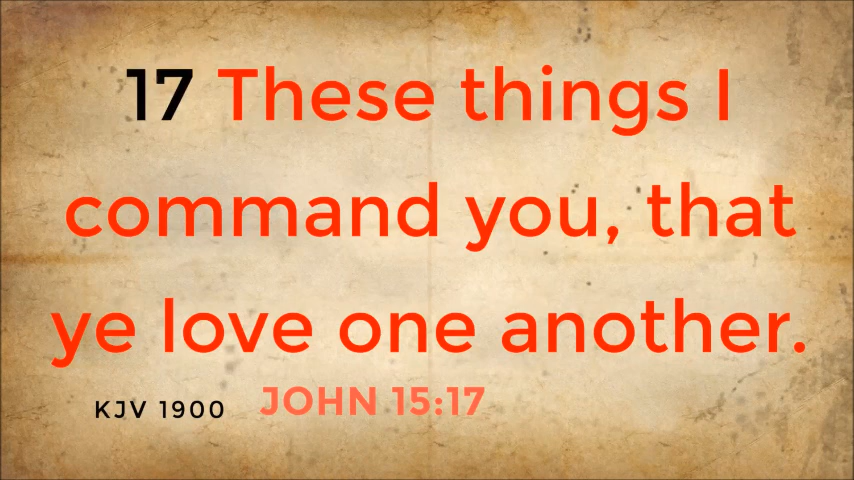 17 These things I
command you, that
ye love one another.
KJV 1900 JOHN 15:17